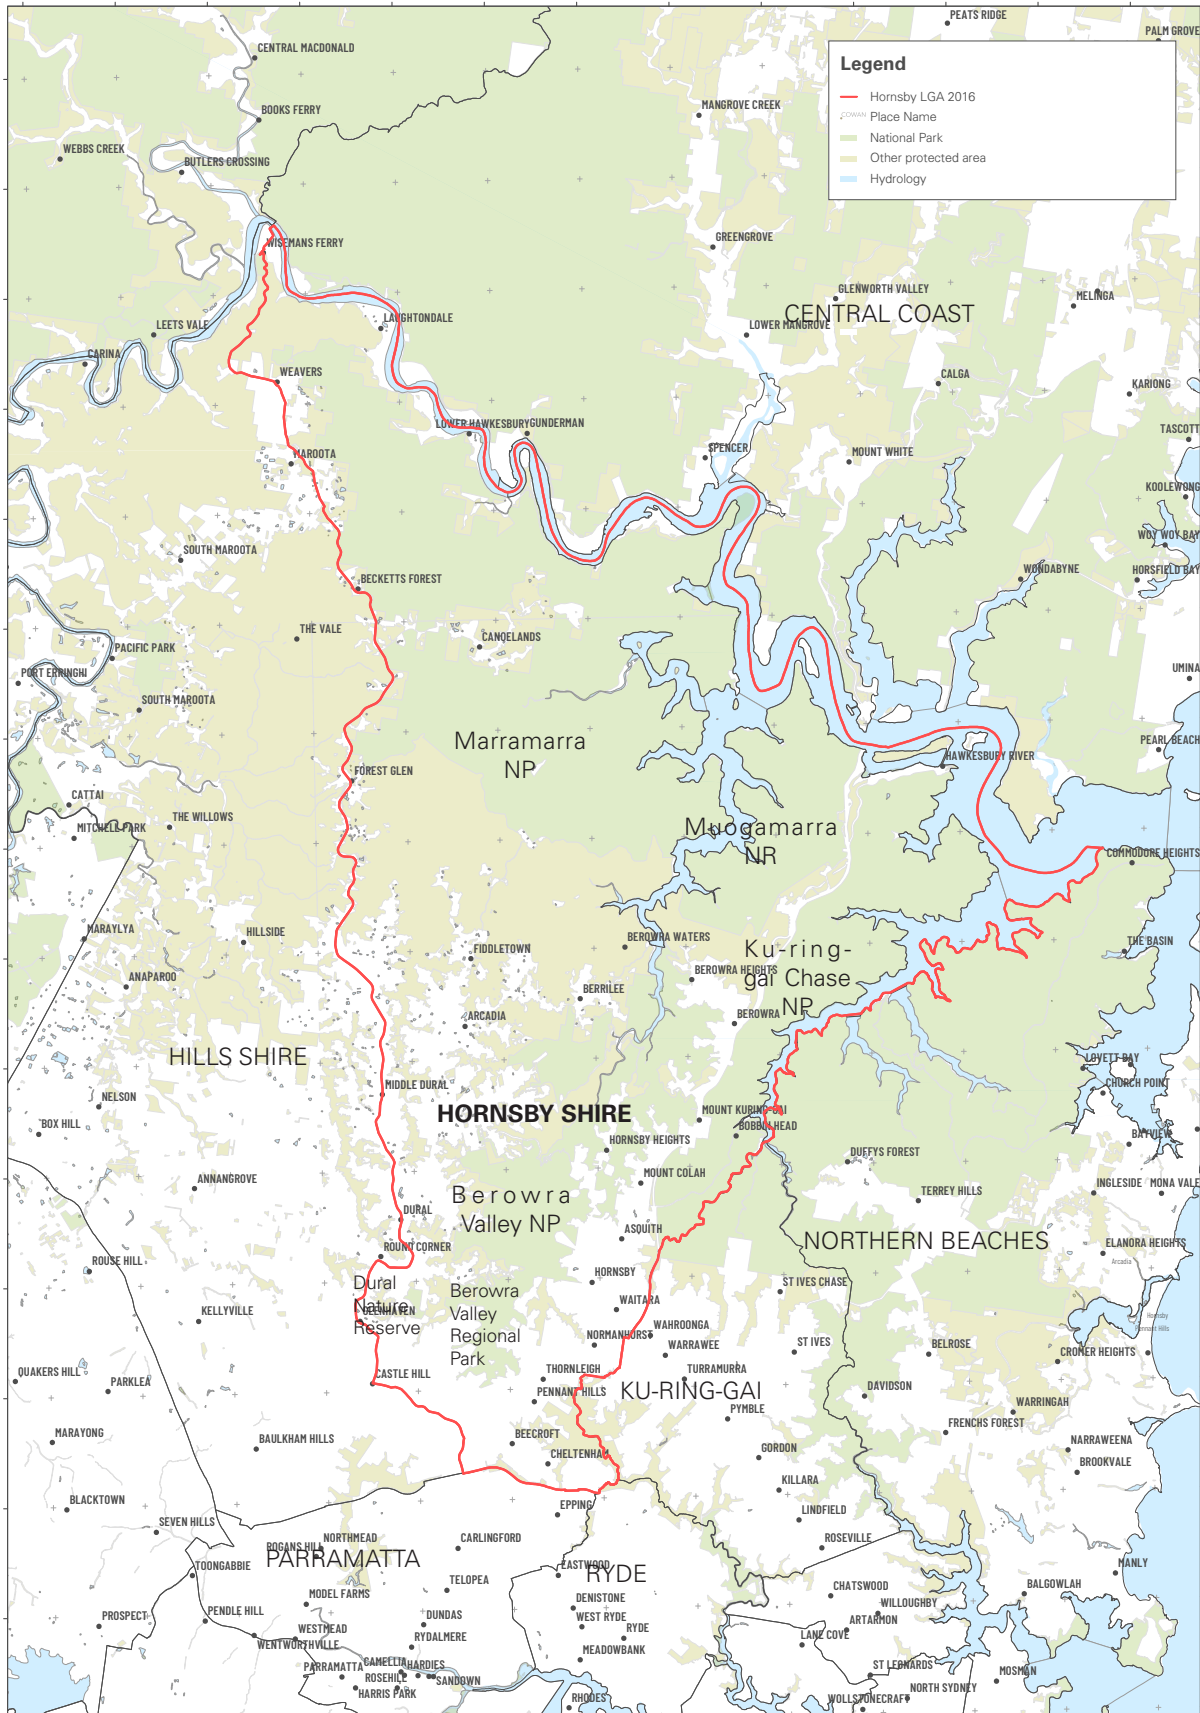 PEATS RIDGE
PALM GROVE
CENTRAL MACDONALD
Legend
Hornsby LGA 2016
COWAN Place Name
National Park
Other protected area
Hydrology
MANGROVE CREEK
BOOKS FERRY
WEBBS CREEK
BUTLERS CROSSING
WISEMANS FERRY
GREENGROVE
GLENWORTH VALLEY
MELINGA
CENTRAL COAST
LAUGHTONDALE
LOWER MANGROVE
LEETS VALE
CARINA
WEAVERS
CALGA
KARIONG
LOWER HAWKESBURY
GUNDERMAN
TASCOTT
MAROOTA
SPENCER
MOUNT WHITE
KOOLEWONG
SOUTH MAROOTA
WOY WOY BAY
BECKETTS FOREST
WONDABYNE
HORSFIELD BAY
THE VALE
CANOELANDS
PACIFIC PARK
PORT ERRINGHI
UMINA
SOUTH MAROOTA
Marramarra
NP
PEARL BEACH
HAWKESBURY RIVER
FOREST GLEN
CATTAI
THE WILLOWS
MITCHELL PARK
Muogamarra
NR
COMMODORE HEIGHTS
MARAYLYA
HILLSIDE
FIDDLETOWN
BEROWRA WATERS
THE BASIN
Ku-ring-
gai Chase
NP
ANAPAROO
BERRILEE
BEROWRA HEIGHTS
ARCADIA
BEROWRA
HILLS SHIRE
LOVETT BAY
MIDDLE DURAL
CHURCH POINT
NELSON
HORNSBY SHIRE
MOUNT KURING-GAI
BOX HILL
BOBBIN HEAD
BAYVIEW
HORNSBY HEIGHTS
DUFFYS FOREST
MOUNT COLAH
ANNANGROVE
Berowra
Valley NP
TERREY HILLS
INGLESIDE
MONA VALE
DURAL
ASQUITH
NORTHERN BEACHES
ROUND CORNER
ELANORA HEIGHTS
Arcadia
ROUSE HILL
Dural
Nature
Reserve
GLENHAVEN
HORNSBY
ST IVES CHASE
Berowra
Valley
Regional
Park
KELLYVILLE
WAITARA
Hornsby
Pennant Hills
NORMANHURST
WAHROONGA
WARRAWEE
ST IVES
BELROSE
CROMER HEIGHTS
QUAKERS HILL
PARKLEA
CASTLE HILL
THORNLEIGH
TURRAMURRA
PENNANT HILLS
KU-RING-GAI
DAVIDSON
WARRINGAH
PYMBLE
FRENCHS FOREST
MARAYONG
BAULKHAM HILLS
BEECROFT
CHELTENHAM
GORDON
NARRAWEENA
BROOKVALE
KILLARA
BLACKTOWN
EPPING
LINDFIELD
SEVEN HILLS
ROGANS HILL
NORTHMEAD
CARLINGFORD
ROSEVILLE
PARRAMATTA
TOONGABBIE
EASTWOOD
RYDE
MANLY
MODEL FARMS
TELOPEA
CHATSWOOD
BALGOWLAH
DENISTONE
WILLOUGHBY
PROSPECT
PENDLE HILL
DUNDAS
WEST RYDE
ARTARMON
WESTMEAD
WENTWORTHVILLE
RYDALMERE
RYDE
LANE COVE
MEADOWBANK
PARRAMATTA
CAMELLIA
HARDIES
ROSEHILL
SANDOWN
ST LEONARDS
MOSMAN
HARRIS PARK
RHODES
NORTH SYDNEY
WOLLSTONECRAFT